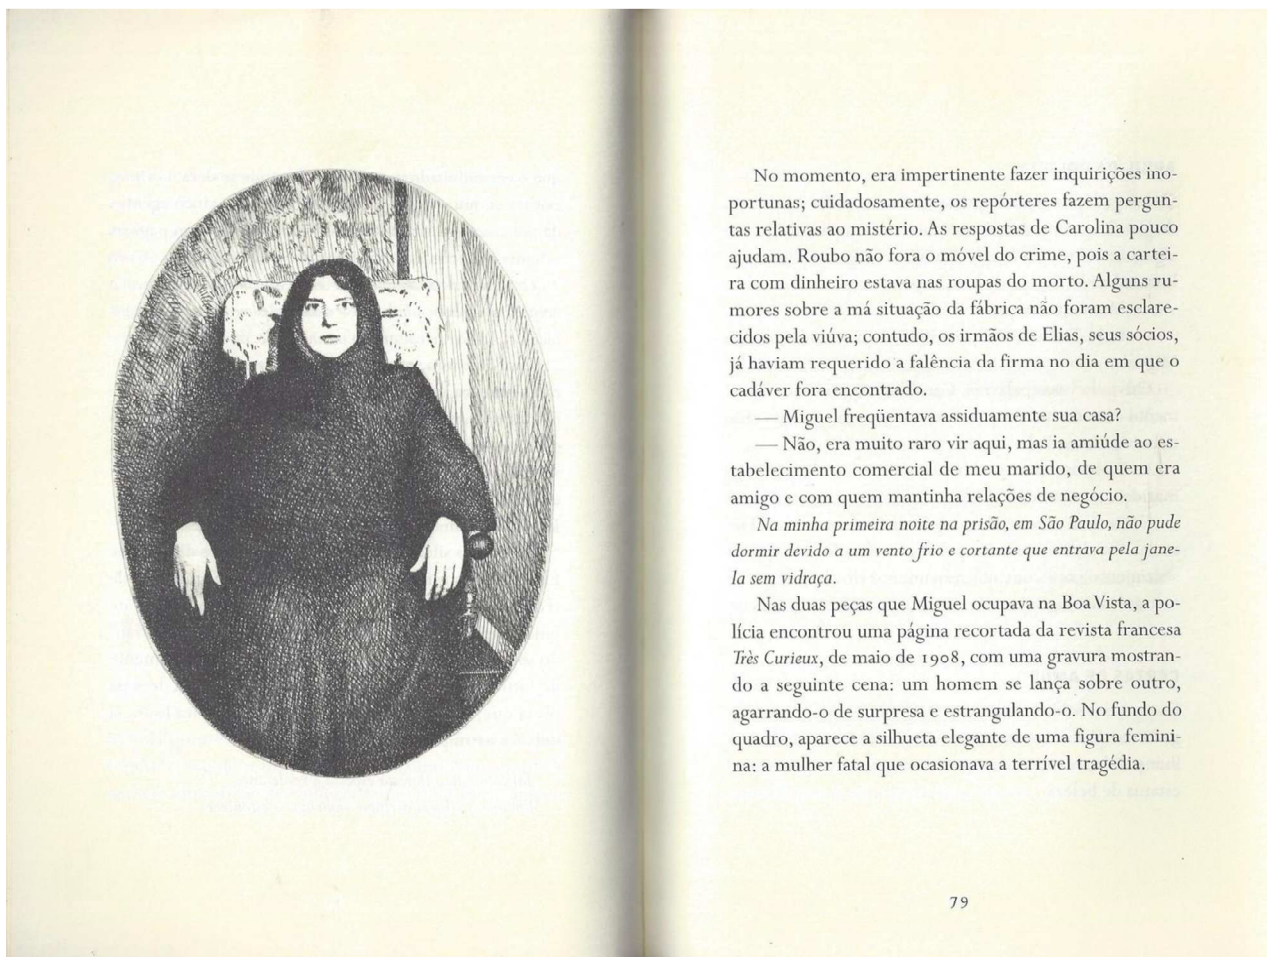 No momento, era impertinente fazer inquirições ino-
portunas; cuidadosamente, os repórteres fazem pergun-
tas relativas ao mistério. As respostas de Carolina pouco
ajudam. Roubo não fora o móvel do crime, pois a cartei-
ra com dinheiro estava nas roupas do morto. Alguns ru-
mores sobre a má situação da fábrica não foram esclare-
cidos pela viúva; contudo, os irmãos de Elias, seus sócios,
já haviam requerido a falência da firma no dia em que o
cadáver fora encontrado.
— Miguel freqüentava assiduamente sua casa?
— Não, era muito raro vir aqui, mas ia amiúde ao es-
tabelecimento comercial de meu marido, de quem era
amigo e com quem mantinha relações de negócio.
Na minha primeira noite na prisão, em São Paulo, não pude
dormir devido a um vento frio e cortante que entrava pela jane-
la sem vidraça.
Nas duas peças que Miguel ocupava na Boa Vista, a po-
lícia encontrou uma página recortada da revista francesa
Très Curieux, de maio de 1908, com uma gravura mostran-
do a seguinte cena: um homem se lança sobre outro,
agarrando-o de surpresa e estrangulando-o. No fundo do
quadro, aparece a silhueta elegante de uma figura femini-
na: a mulher fatal que ocasionava a terrível tragédia.
79